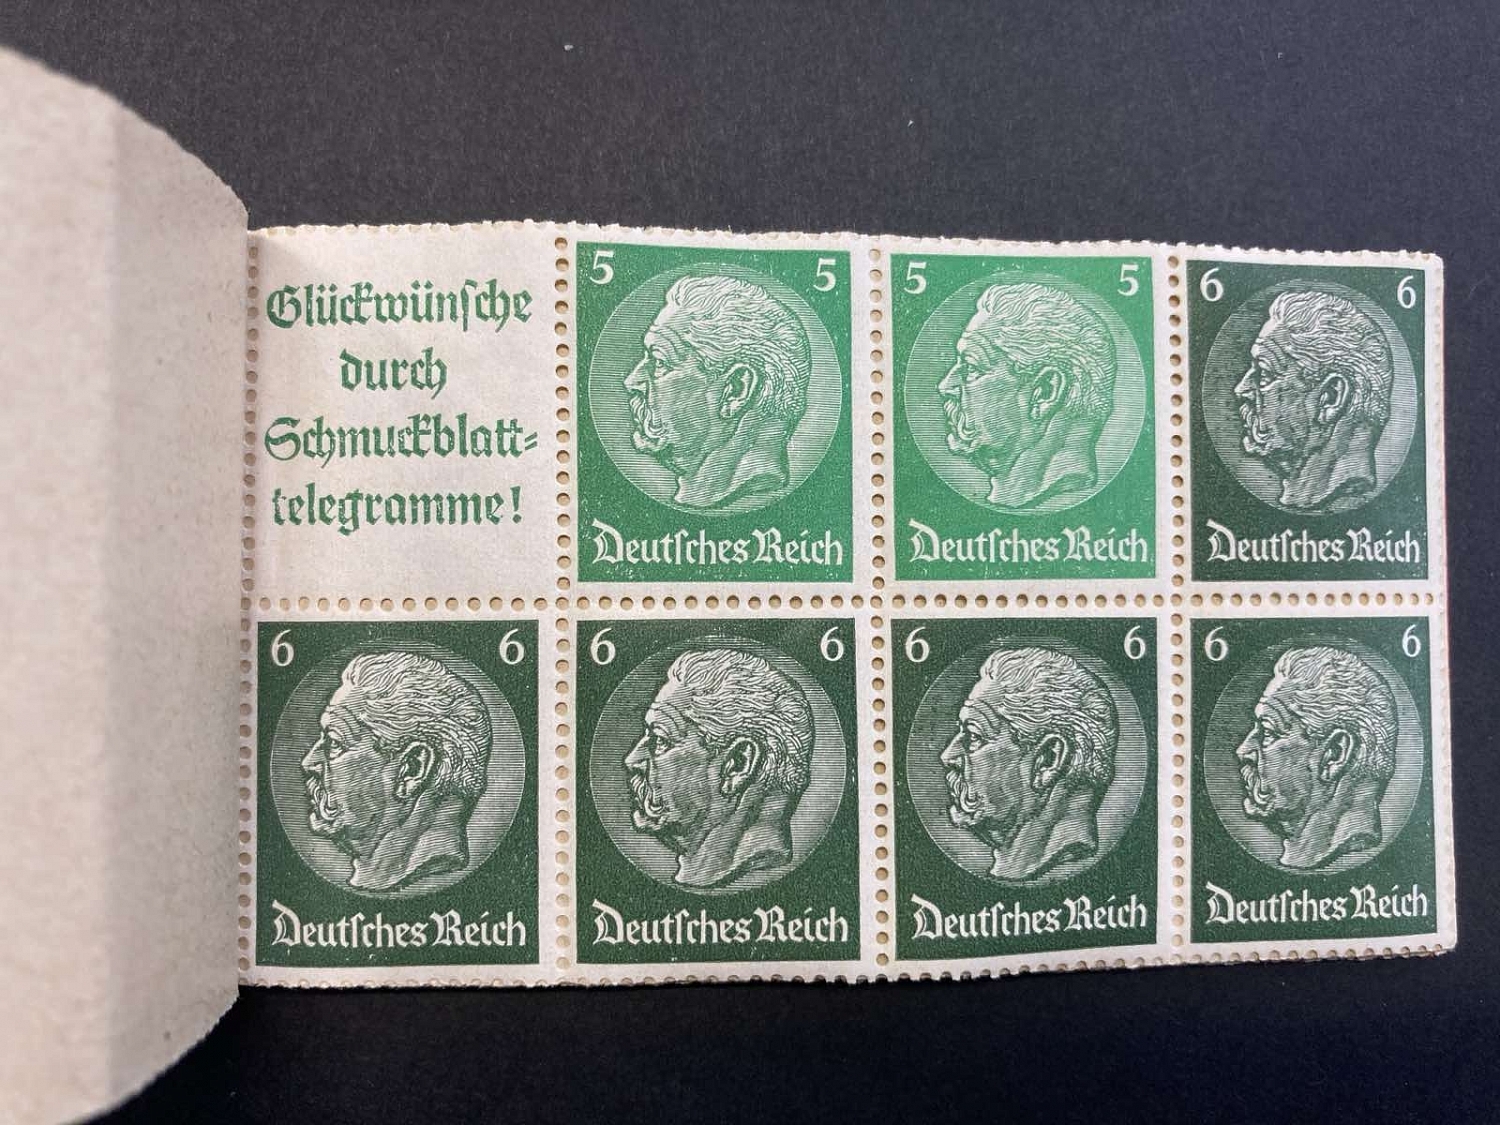 Glückwünſche
durch
Schmuckblatt-
telegramme!
5 5
Deutſches Reich
5 5
Deutſches Reich
6 6
Deutſches Reich
6 6
Deutſches Reich
6 6
Deutſches Reich
6 6
Deutſches Reich
6 6
Deutſches Reich